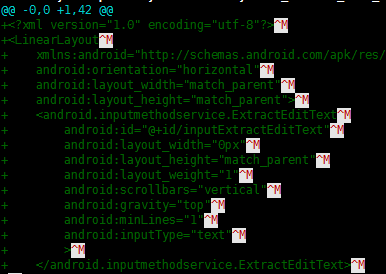 @@ -0,0 +1,42 @@
+<?xml version="1.0" encoding="utf-8"?>^M
+<LinearLayout^M
+    xmlns:android="http://schemas.android.com/apk/res/
+    android:orientation="horizontal"^M
+    android:layout_width="match_parent"^M
+    android:layout_height="match_parent">^M
+    <android.inputmethodservice.ExtractEditText^M
+        android:id="@+id/inputExtractEditText"^M
+        android:layout_width="0px"^M
+        android:layout_height="match_parent"^M
+        android:layout_weight="1"^M
+        android:scrollbars="vertical"^M
+        android:gravity="top"^M
+        android:minLines="1"^M
+        android:inputType="text"^M
+        >^M
+    </android.inputmethodservice.ExtractEditText>^M